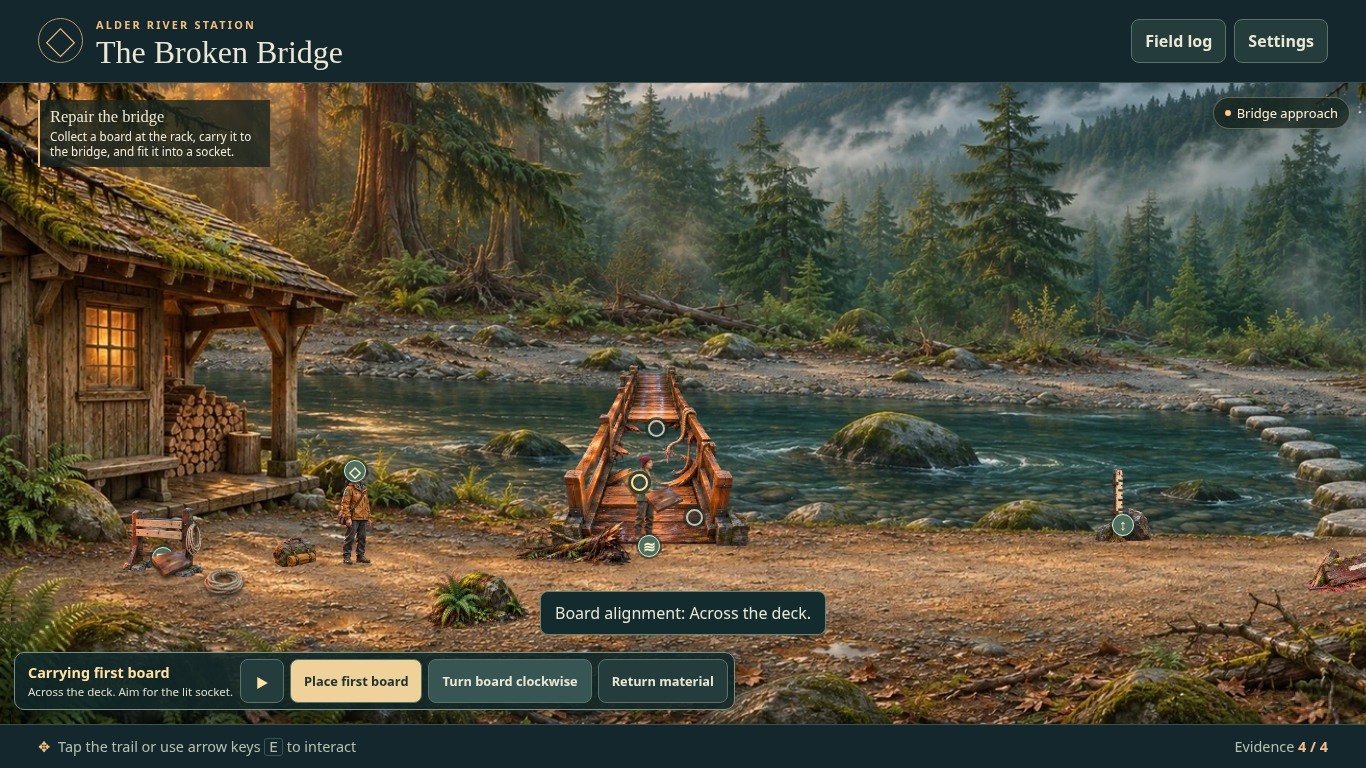 ALDER RIVER STATION
The Broken Bridge
Field log
Settings
Repair the bridge
Collect a board at the rack, carry it to
the bridge, and fit it into a socket.
Bridge approach
Board alignment: Across the deck.
Carrying first board
Across the deck. Aim for the lit socket.
Place first board
Turn board clockwise
Return material
Tap the trail or use arrow keys E to interact
Evidence 4 / 4